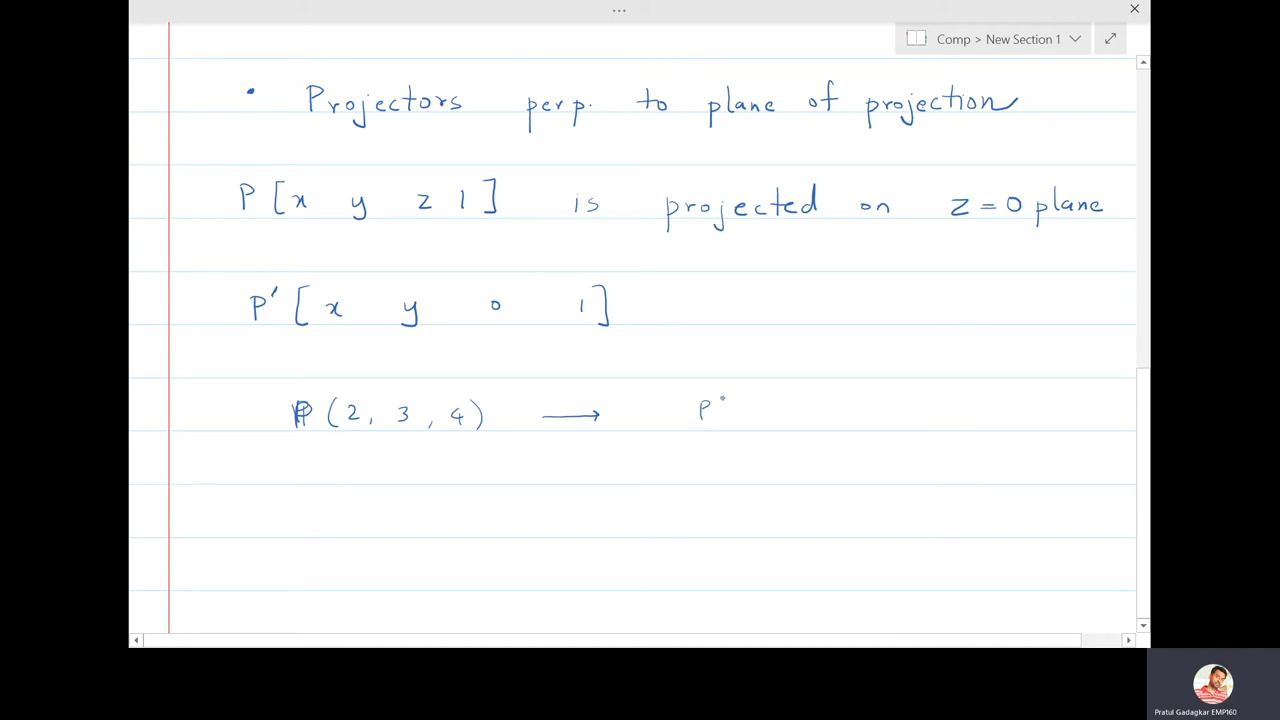 Comp > New Section 1
• Projectors perp. to plane of projection
P [x y z 1] is projected on z = 0 plane
P' [x y 0 1]
P (2, 3, 4) → P'
Pratul Gadagkar EMP160